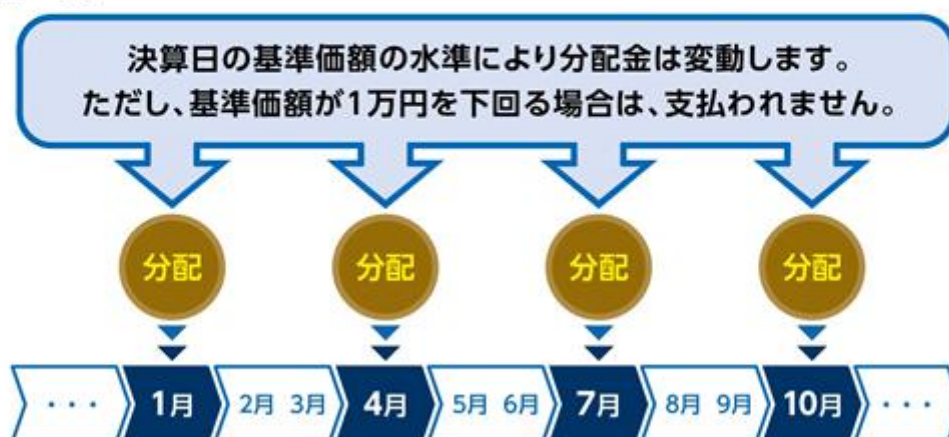 決算日の基準価額の水準により分配金は変動します。
ただし、基準価額が1万円を下回る場合は、支払われません。
分配 分配 分配 分配
・・・ 1月 2月 3月 4月 5月 6月 7月 8月 9月 10月 ・・・